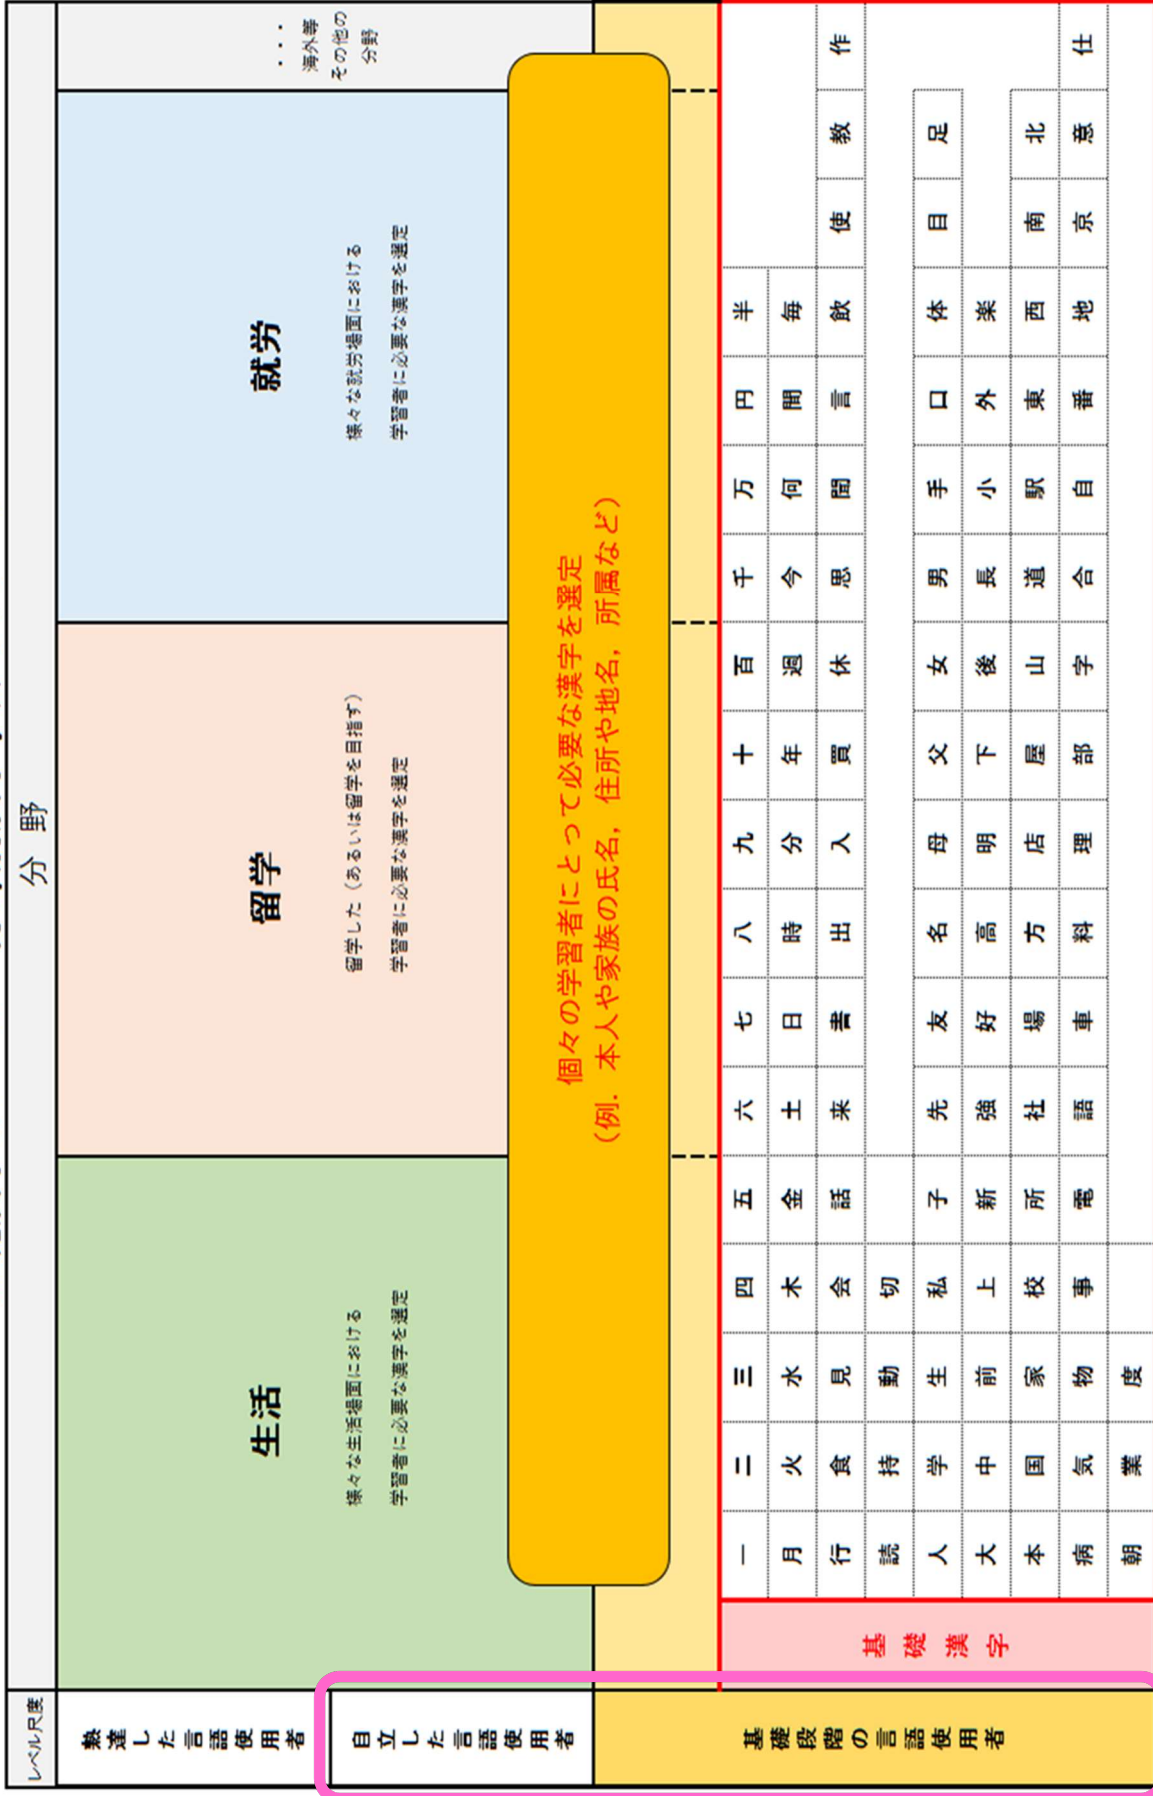 レベル尺度
分 野
熟達した言語使用者
自立した言語使用者
基礎段階の言語使用者
生活
様々な生活場面における
学習者に必要な漢字を選定
留学
留学した（あるいは留学を目指す）
学習者に必要な漢字を選定
就労
様々な就労場面における
学習者に必要な漢字を選定
・・・
海外等
その他の
分野
個々の学習者にとって必要な漢字を選定
（例．本人や家族の氏名，住所や地名，所属など）
基礎漢字
一 二 三 四 五 六 七 八 九 十 百 千 万 円 半
月 火 水 木 金 土 日 時 分 年 週 今 何 間 毎
行 食 見 会 話 来 書 出 入 買 休 思 聞 言 飲 使 教 作
読 持 動 切
人 学 生 私 子 先 友 名 母 父 女 男 手 口 体 目 足
大 中 前 上 新 強 好 高 明 下 後 長 小 外 楽
本 国 家 校 所 社 場 方 店 屋 山 道 駅 東 西 南 北
病 気 物 事 電 語 車 料 理 部 字 合 自 番 地 京 意 仕
朝 業 度